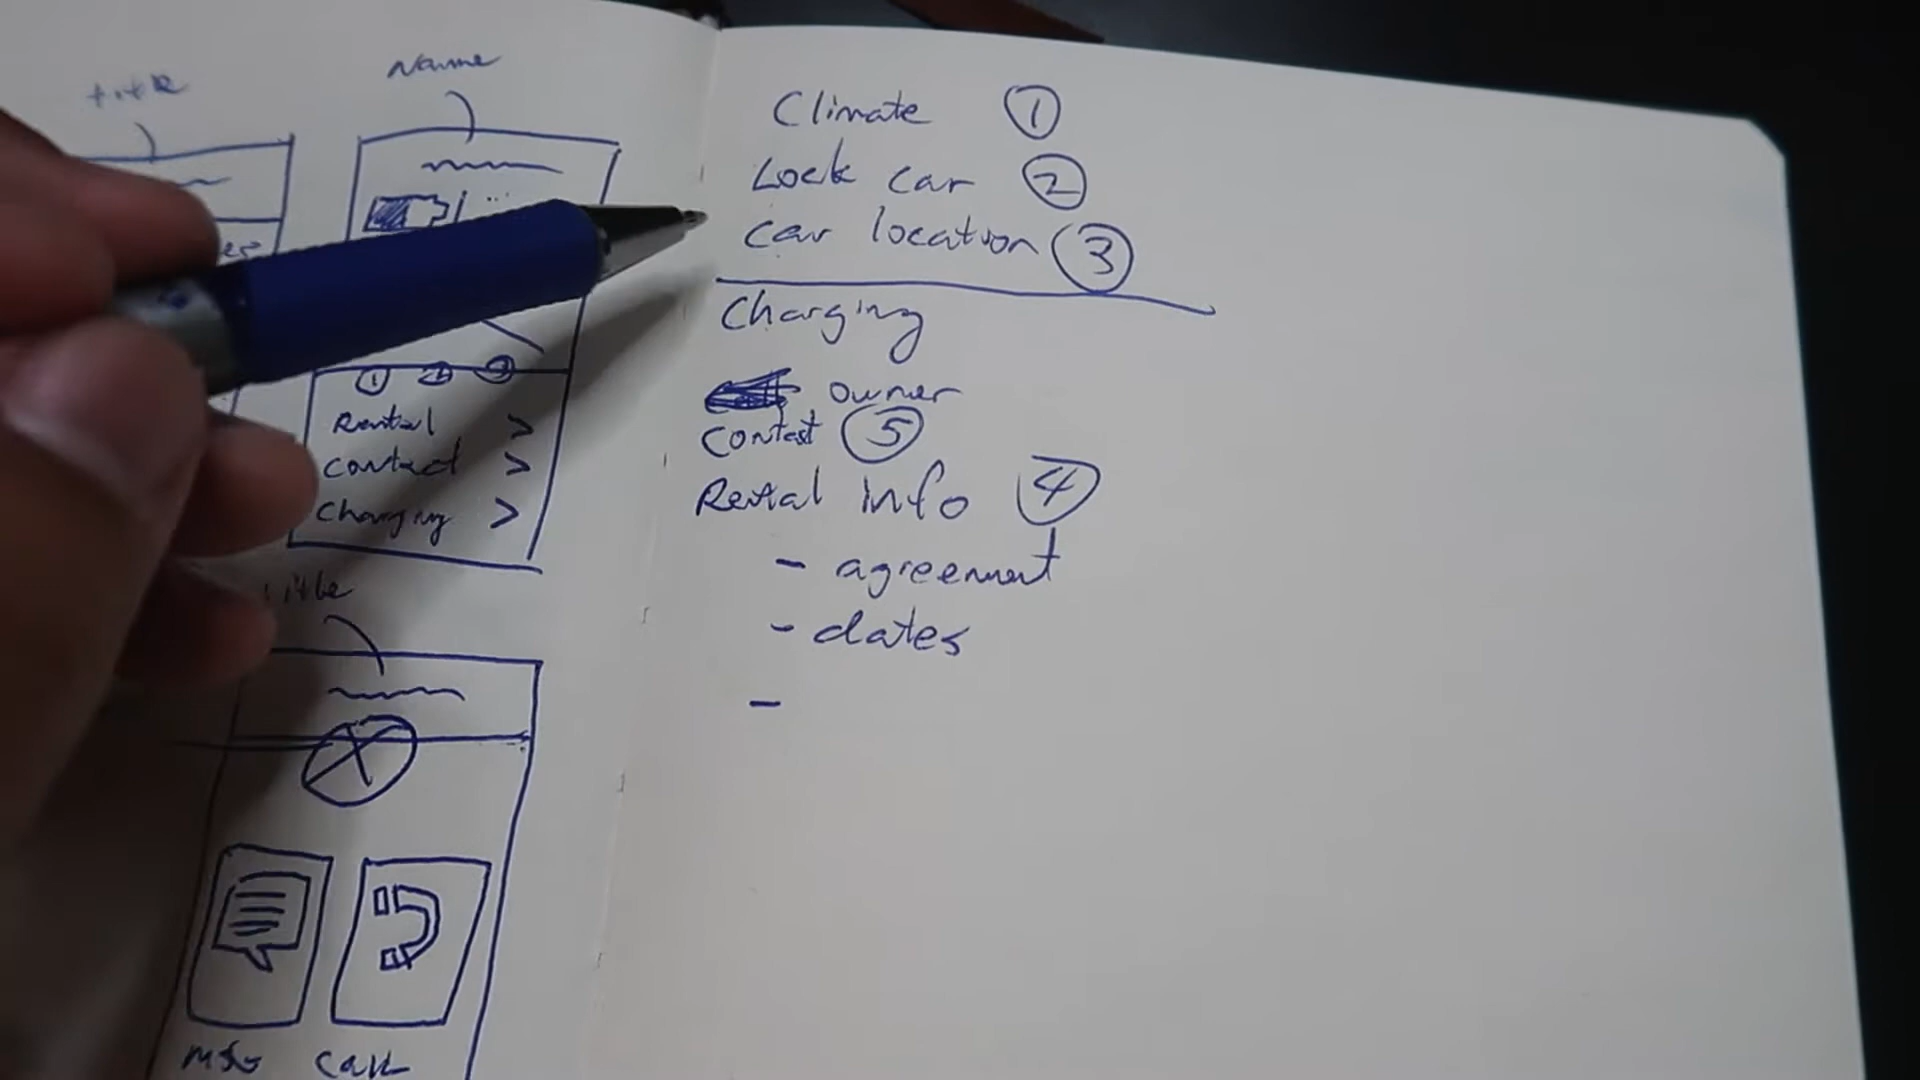 title
Name
① ② ③
Rental >
Contact >
Charging >
title
msg call
Climate ①
Lock car ②
car location ③
Charging
owner
contact ⑤
Rental info ④
- agreement
- dates
-